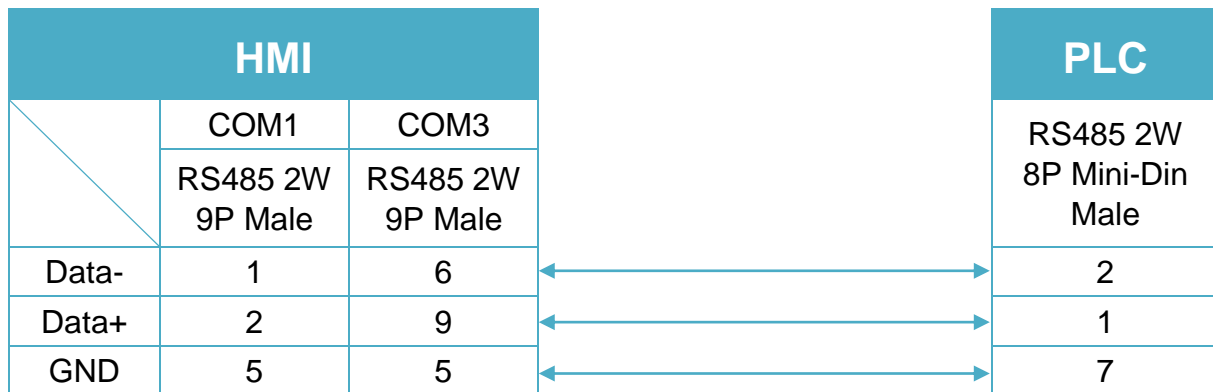 HMI PLC
COM1 COM3 RS485 2W
8P Mini-Din
Male
RS485 2W RS485 2W
9P Male 9P Male
Data- 1 6 2
Data+ 2 9 1
GND 5 5 7